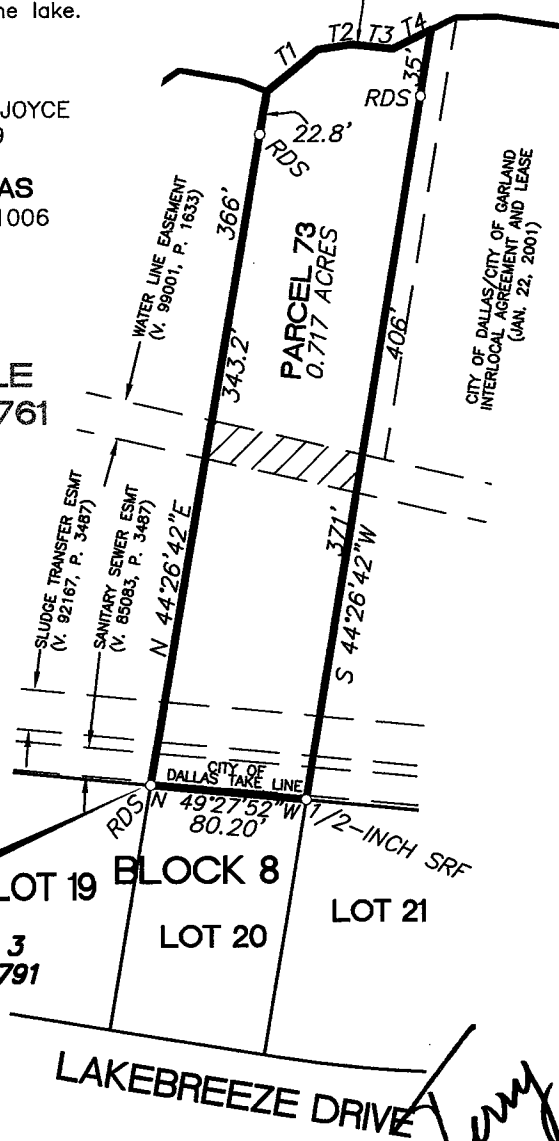 ne lake.
T1
T2
T3
T4
35'
JOYCE
9
RDS
22.8'
RDS
AS
1006
WATER LINE EASEMENT
(V. 99001, P. 1633)
366'
PARCEL 73
0.717 ACRES
CITY OF DALLAS/CITY OF GARLAND
INTERLOCAL AGREEMENT AND LEASE
(JAN. 22, 2001)
343.2'
406'
LE
761
SLUDGE TRANSFER ESMT
(V. 92167, P. 3487)
SANITARY SEWER ESMT
(V. 85083, P. 3487)
N 44°26'42"E
371'
S 44°26'42"W
CITY OF
DALLAS TAKE LINE
RDS
N 49°27'52"W
80.20'
1/2-INCH SRF
LOT 19
BLOCK 8
LOT 20
LOT 21
3
791
LAKEBREEZE DRIVE
Terry